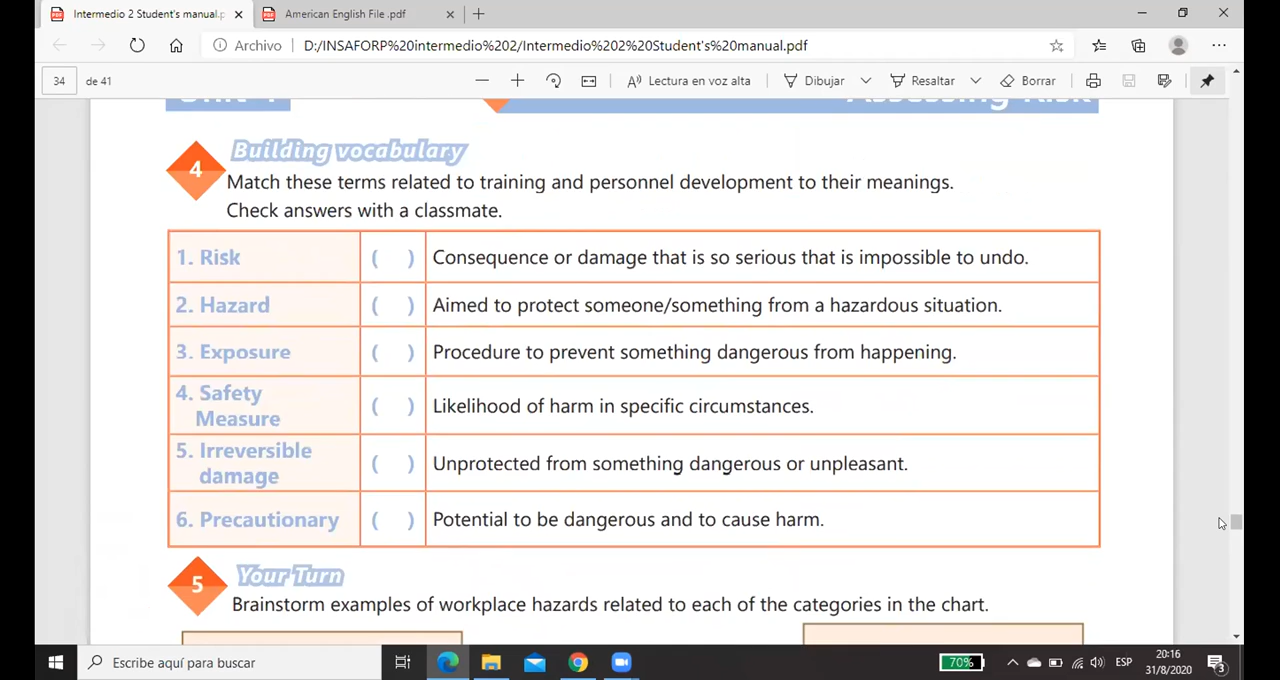 Intermedio 2 Student's manual.p
American English File .pdf
Archivo D:/INSAFORP%20intermedio%202/Intermedio%202%20Student's%20manual.pdf
34 de 41 Lectura en voz alta Dibujar Resaltar Borrar
Assessing Risk
4 Building vocabulary
Match these terms related to training and personnel development to their meanings.
Check answers with a classmate.
1. Risk ( ) Consequence or damage that is so serious that is impossible to undo.
2. Hazard ( ) Aimed to protect someone/something from a hazardous situation.
3. Exposure ( ) Procedure to prevent something dangerous from happening.
4. Safety
Measure ( ) Likelihood of harm in specific circumstances.
5. Irreversible
damage ( ) Unprotected from something dangerous or unpleasant.
6. Precautionary ( ) Potential to be dangerous and to cause harm.
5 Your Turn
Brainstorm examples of workplace hazards related to each of the categories in the chart.
Escribe aquí para buscar
70%
ESP
20:16
31/8/2020
3